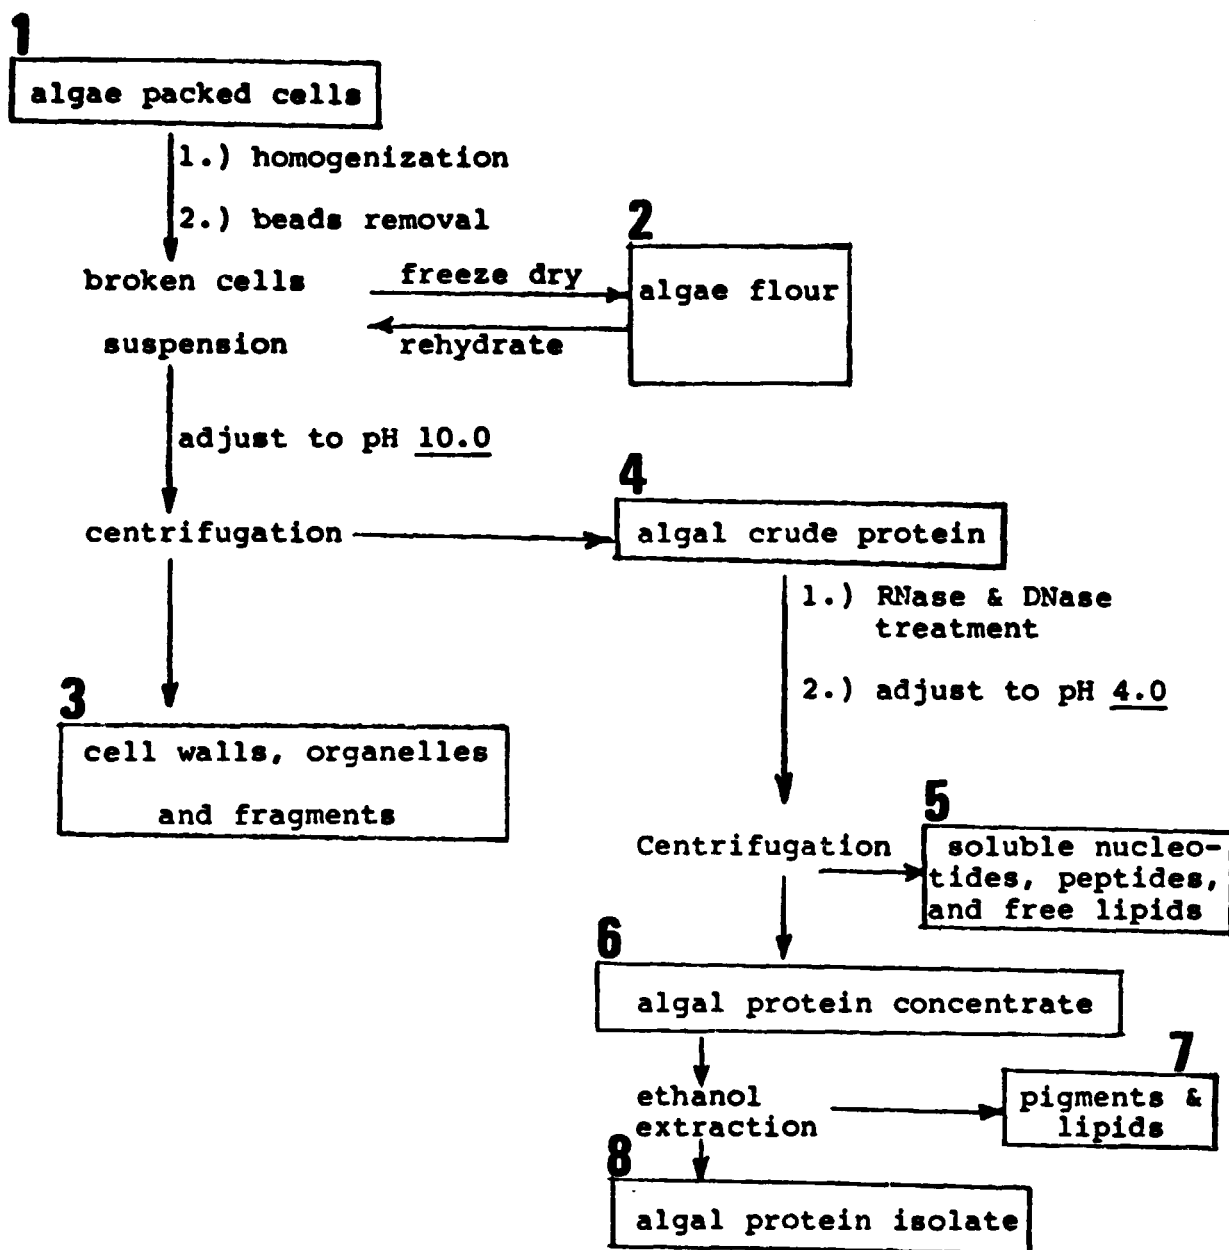 1
algae packed cells
1.) homogenization
2.) beads removal
2
broken cells
freeze dry
algae flour
suspension
rehydrate
adjust to pH 10.0
4
centrifugation
algal crude protein
1.) RNase & DNase
treatment
2.) adjust to pH 4.0
3
cell walls, organelles
and fragments
5
Centrifugation
soluble nucleo-
tides, peptides,
and free lipids
6
algal protein concentrate
7
ethanol
extraction
pigments &
lipids
8
algal protein isolate